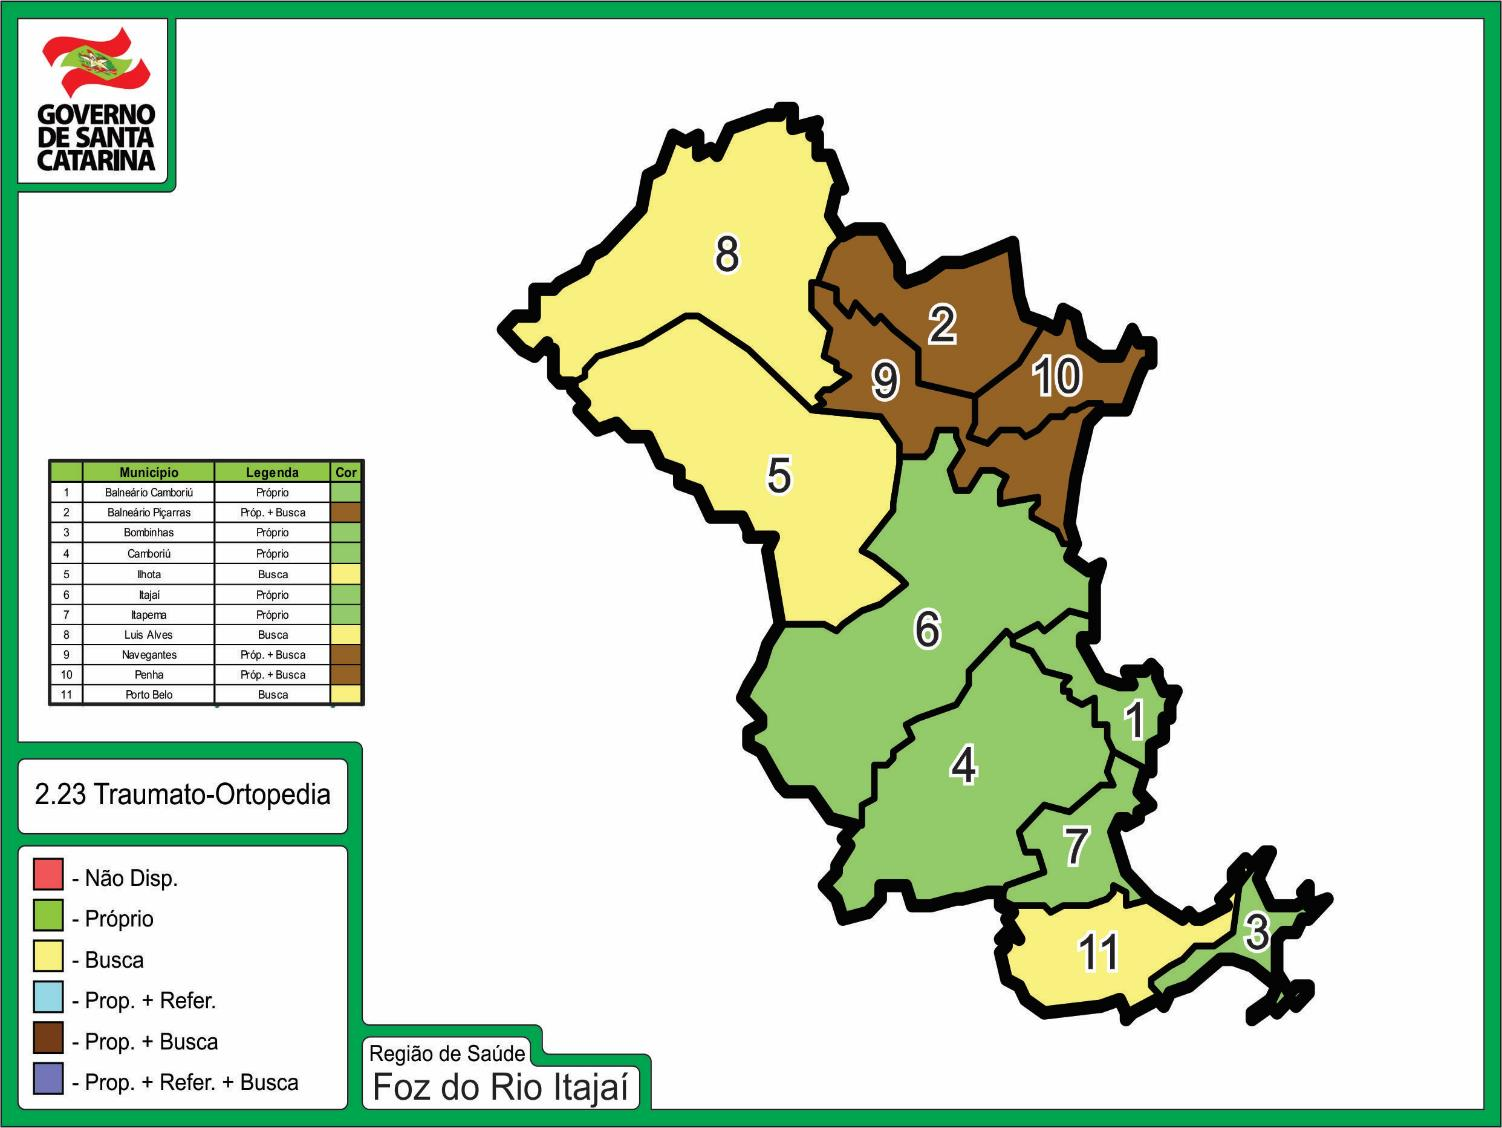 GOVERNO
DE SANTA
CATARINA
8
2
10
9
5
6
1
4
7
3
11
Município Legenda Cor
1 Balneário Camboriú Próprio
2 Balneário Piçarras Próp. + Busca
3 Bombinhas Próprio
4 Camboriú Próprio
5 Ilhota Busca
6 Itajaí Próprio
7 Itapema Próprio
8 Luis Alves Busca
9 Navegantes Próp. + Busca
10 Penha Próp. + Busca
11 Porto Belo Busca
2.23 Traumato-Ortopedia
- Não Disp.
- Próprio
- Busca
- Prop. + Refer.
- Prop. + Busca
- Prop. + Refer. + Busca
Região de Saúde
Foz do Rio Itajaí